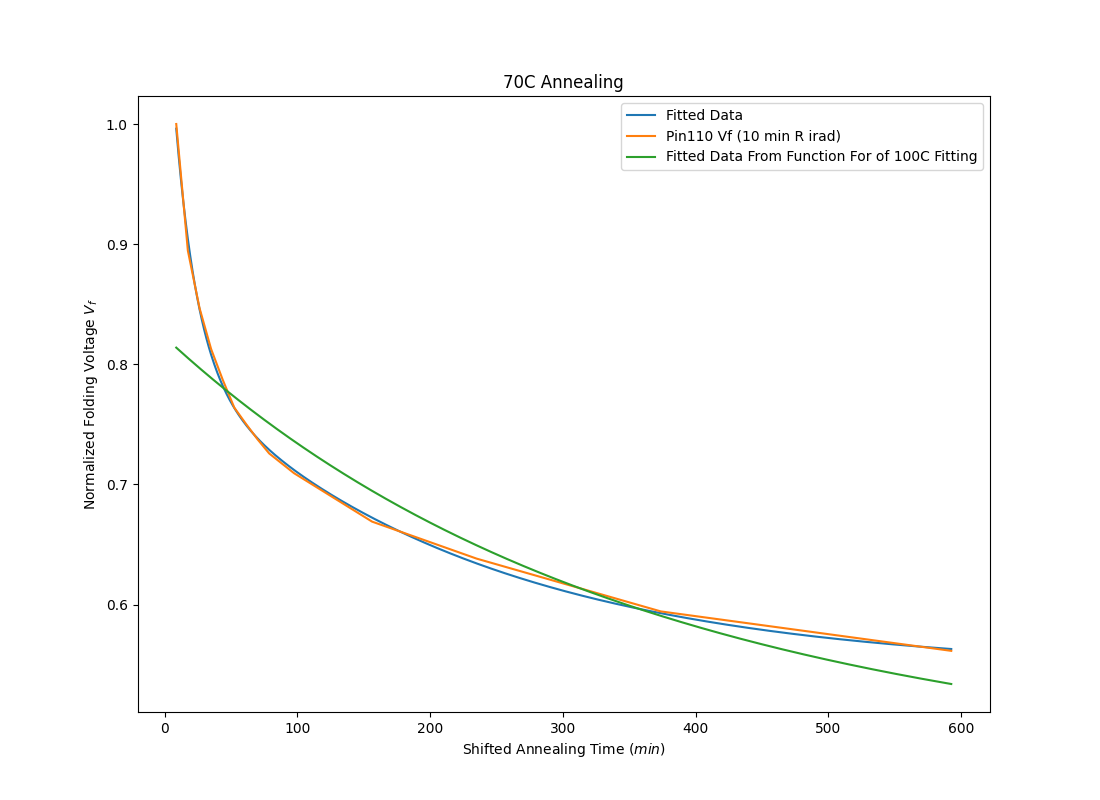 70C Annealing
Fitted Data
Pin110 Vf (10 min R irad)
Fitted Data From Function For of 100C Fitting
Normalized Folding Voltage V_f
1.0
0.9
0.8
0.7
0.6
0 100 200 300 400 500 600
Shifted Annealing Time (min)